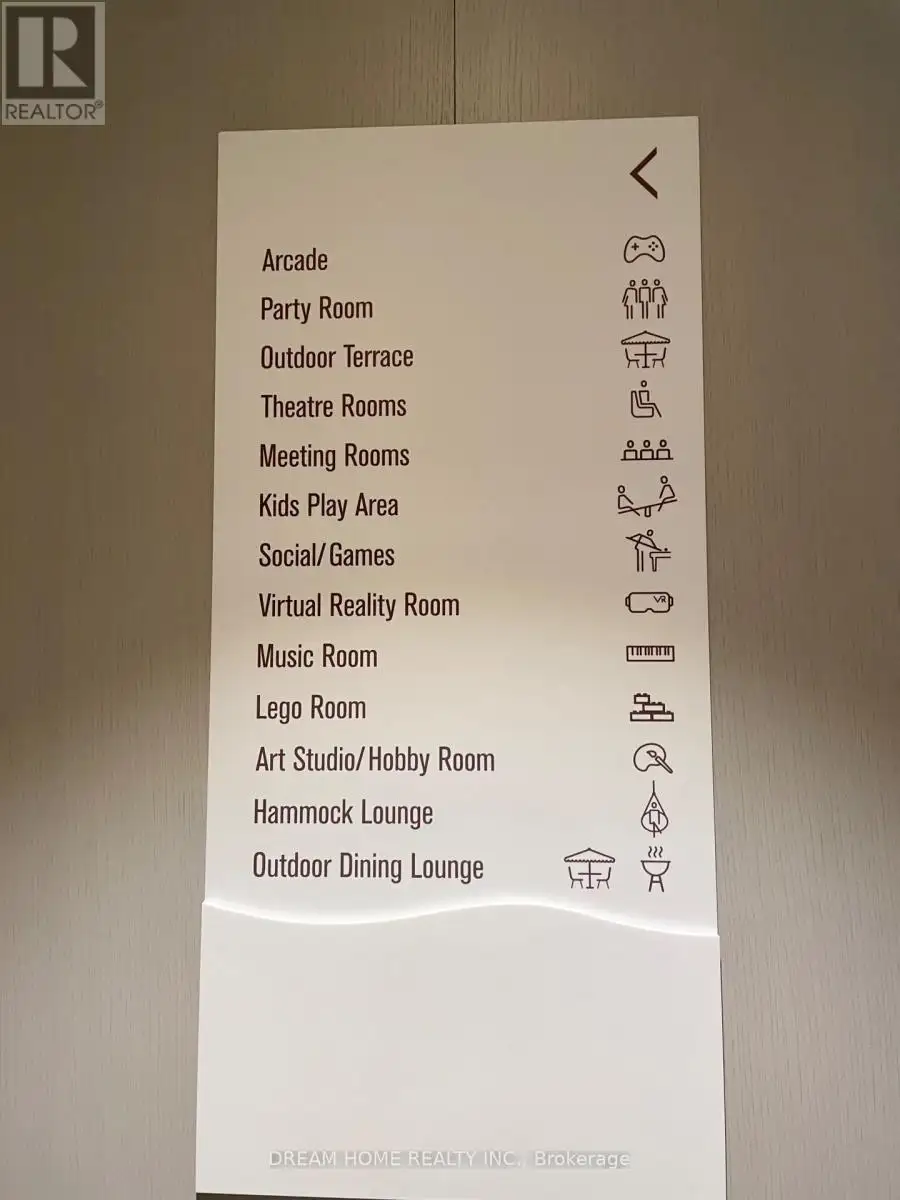 REALTOR®
Arcade
Party Room
Outdoor Terrace
Theatre Rooms
Meeting Rooms
Kids Play Area
Social/Games
Virtual Reality Room
VR
Music Room
Lego Room
Art Studio/Hobby Room
Hammock Lounge
Outdoor Dining Lounge
DREAM HOME REALTY INC. Brokerage